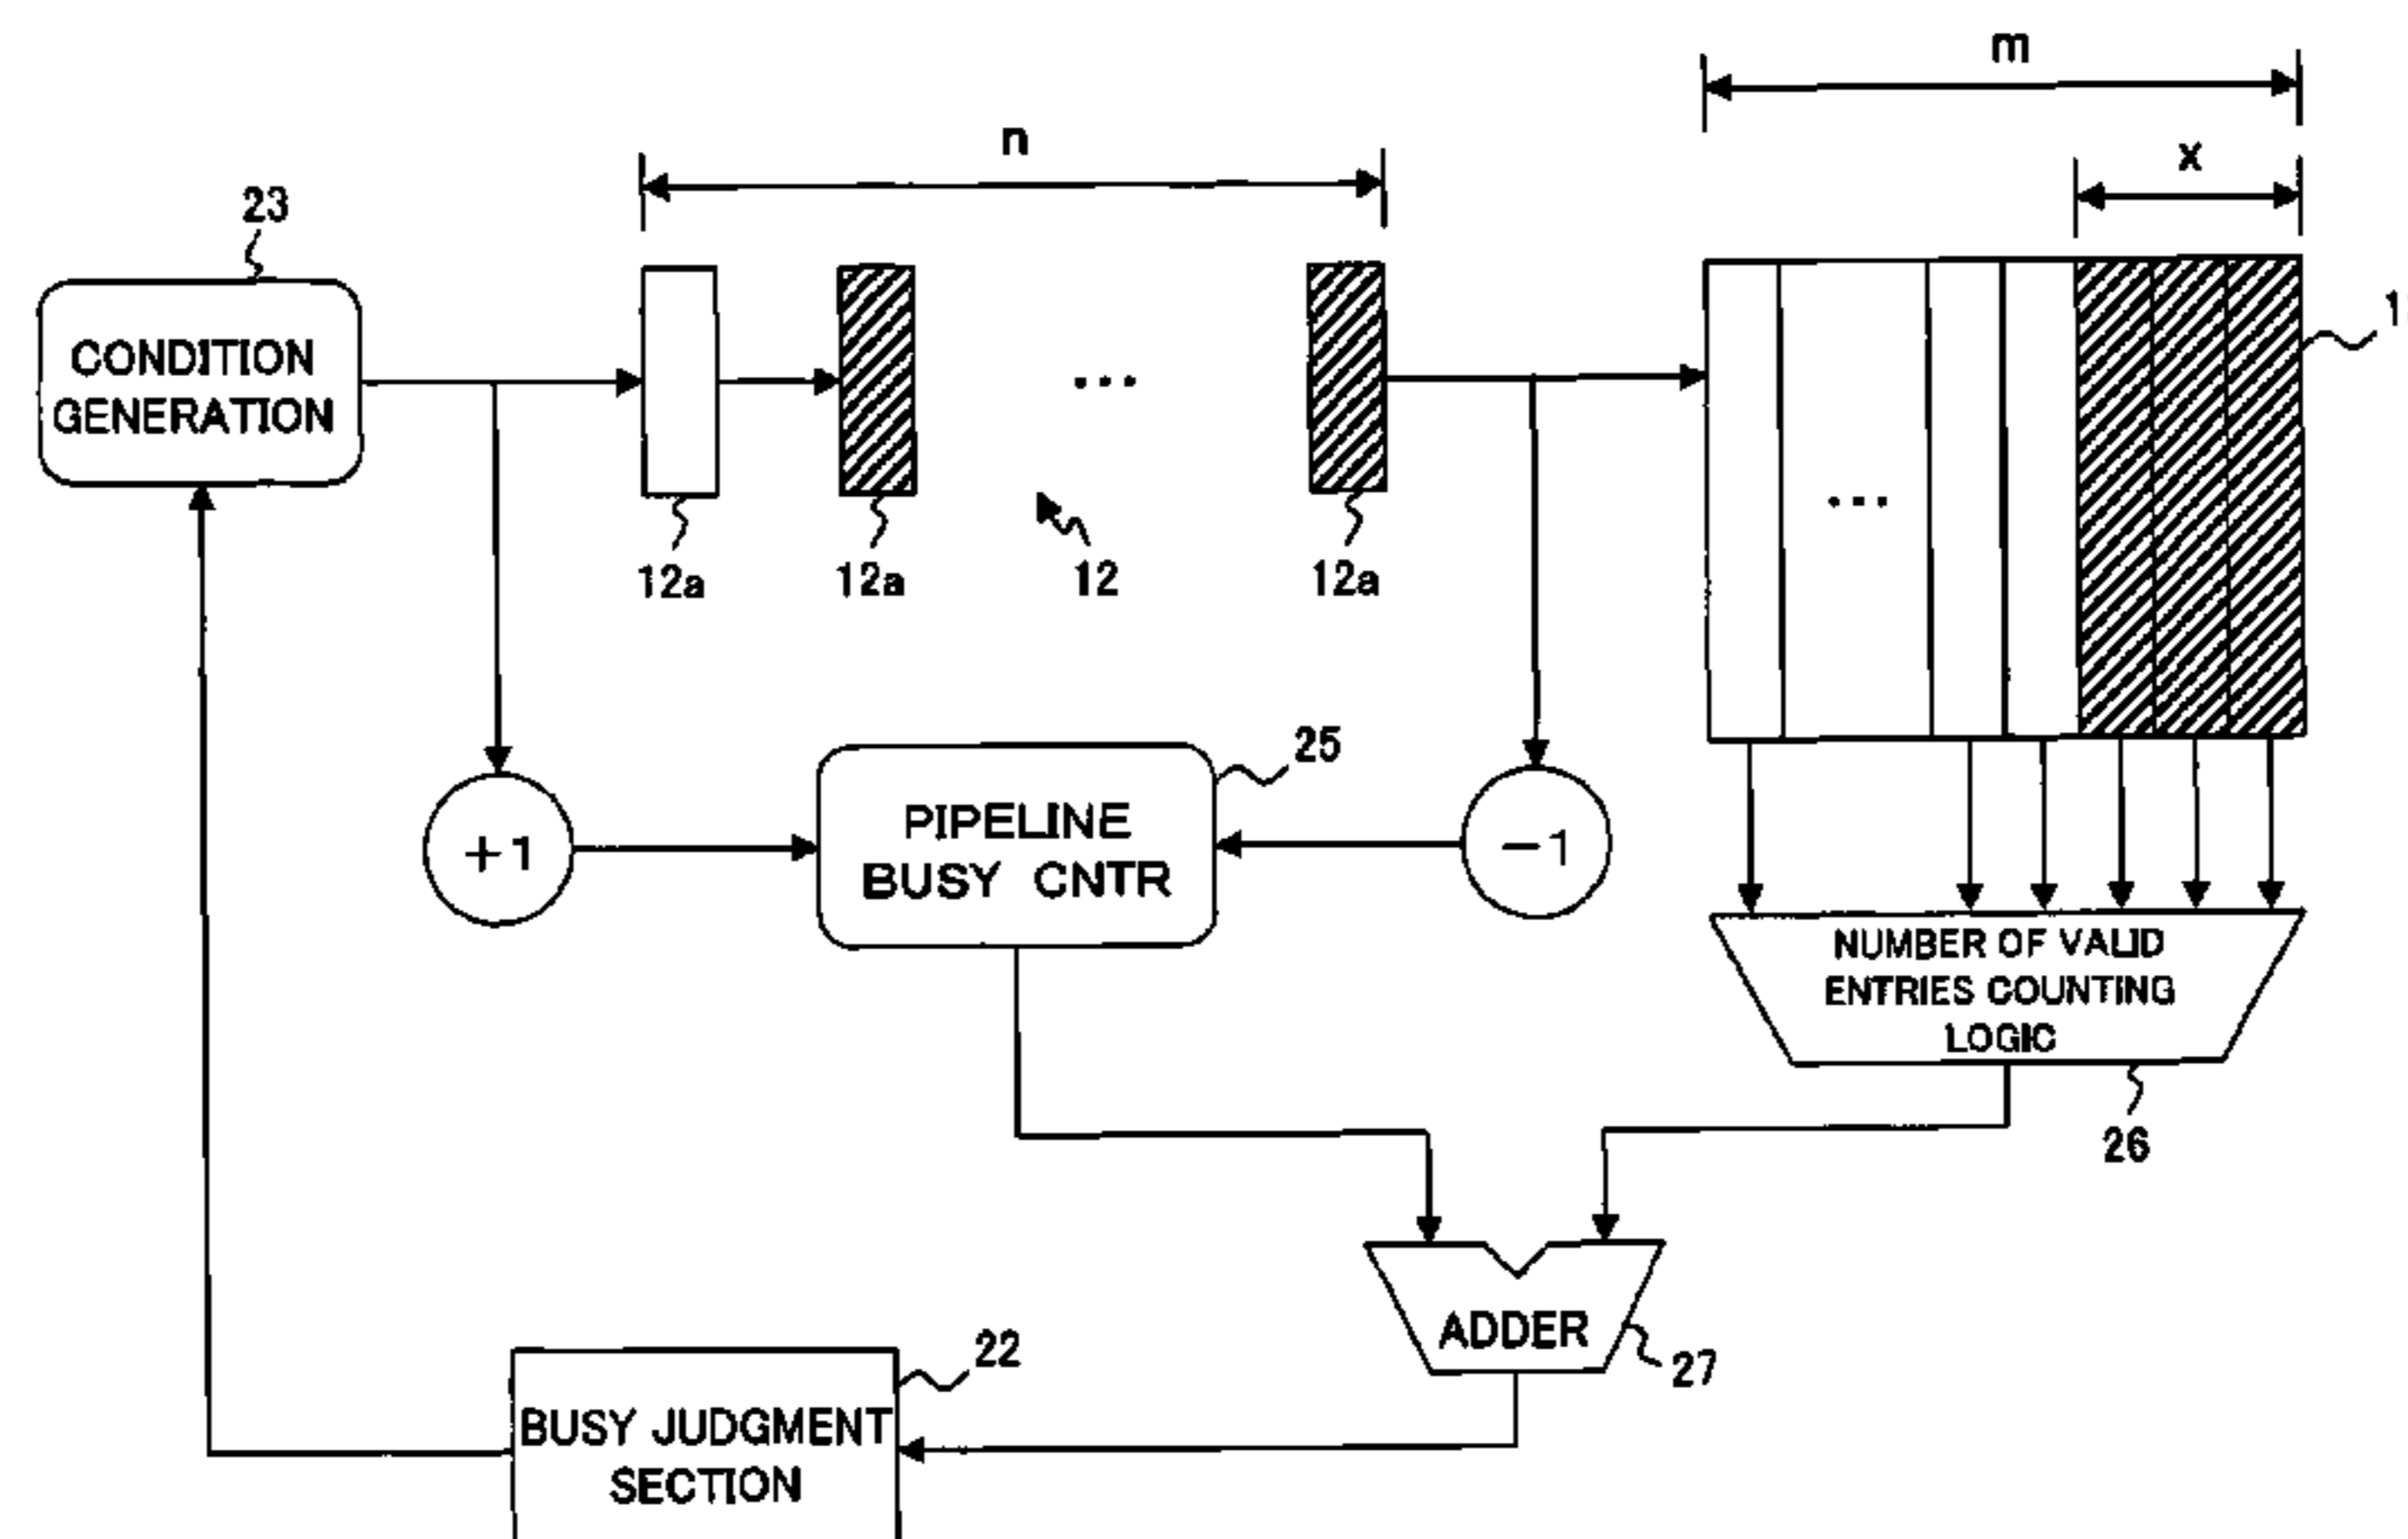 m
n
x
23
CONDITION
GENERATION
1
...
...
12a
12a
12
12a
25
PIPELINE
BUSY CNTR
+1
-1
NUMBER OF VALID
ENTRIES COUNTING
LOGIC
26
ADDER
27
22
BUSY JUDGMENT
SECTION